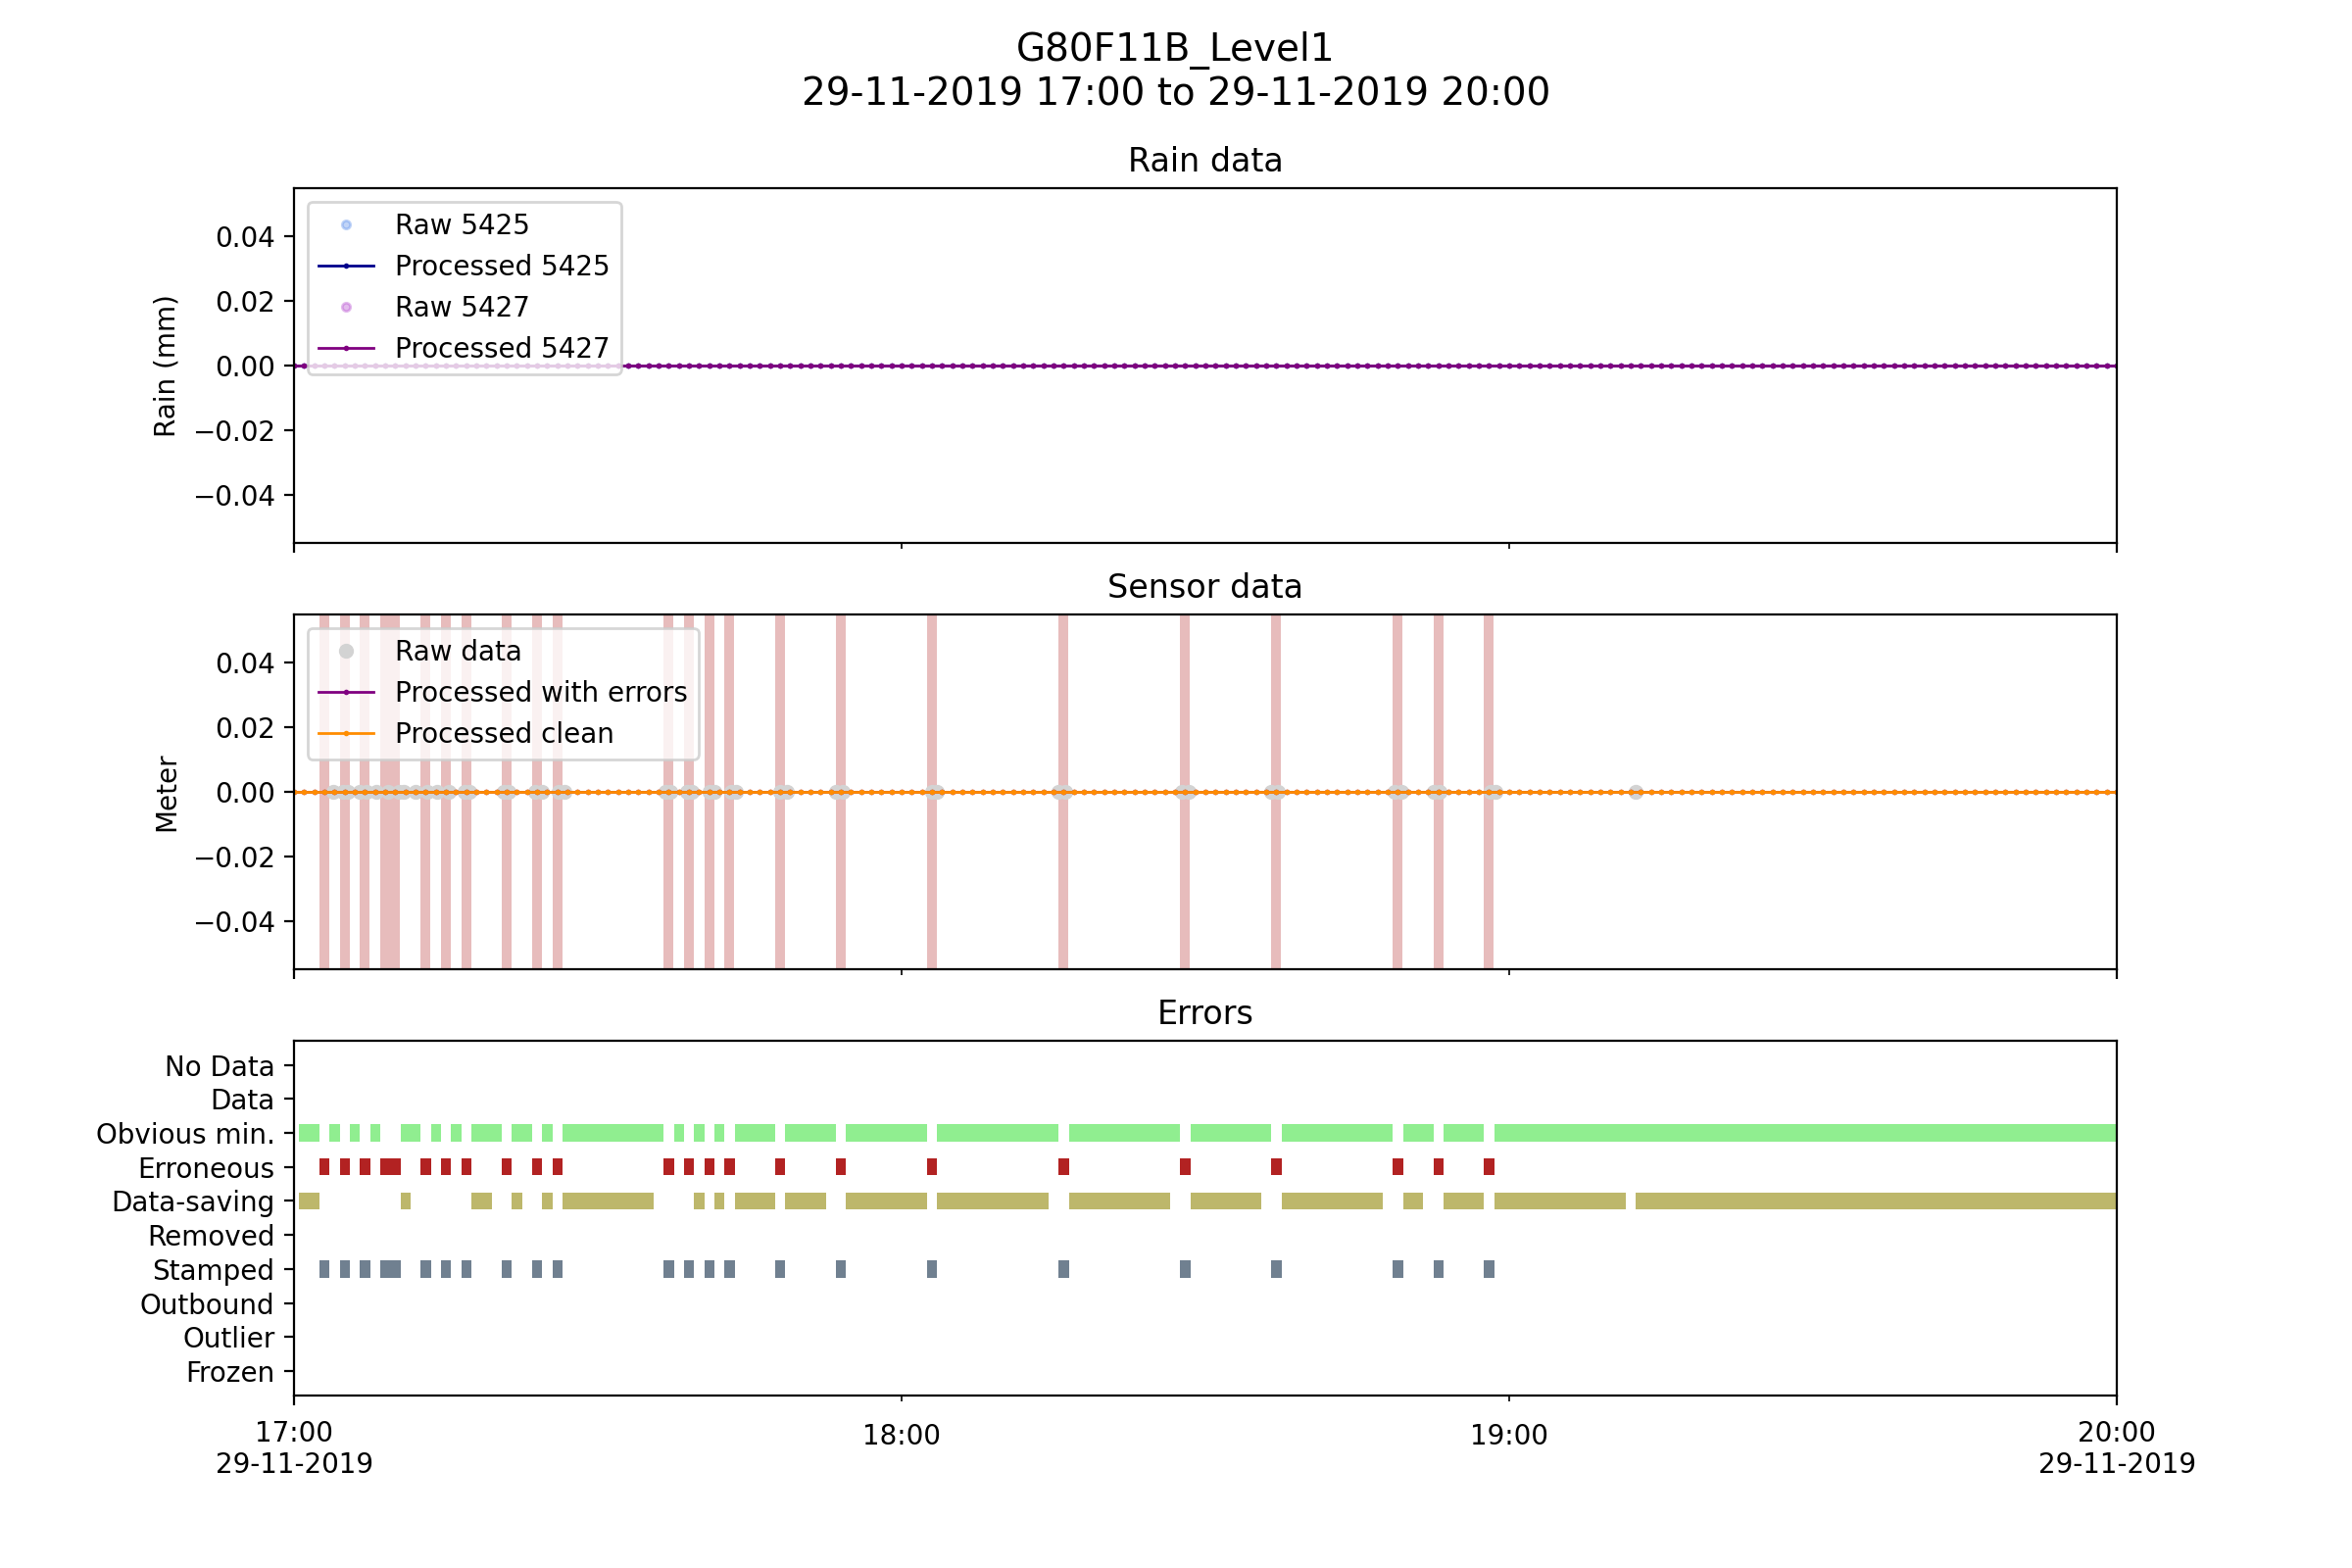 G80F11B_Level1
29-11-2019 17:00 to 29-11-2019 20:00
Rain data
Rain (mm)
0.04
0.02
0.00
−0.02
−0.04
Raw 5425
Processed 5425
Raw 5427
Processed 5427
Sensor data
Meter
0.04
0.02
0.00
−0.02
−0.04
Raw data
Processed with errors
Processed clean
Errors
No Data
Data
Obvious min.
Erroneous
Data-saving
Removed
Stamped
Outbound
Outlier
Frozen
17:00
29-11-2019
18:00
19:00
20:00
29-11-2019